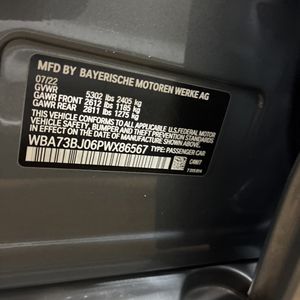 MFD BY BAYERISCHE MOTOREN WERKE AG
07/22
GVWR 5302 lbs 2405 kg
GAWR FRONT 2612 lbs 1185 kg
GAWR REAR 2811 lbs 1275 kg
THIS VEHICLE CONFORMS TO ALL
APPLICABLE U.S. FEDERAL MOTOR
VEHICLE SAFETY, BUMPER AND THEFT
PREVENTION STANDARDS IN EFFECT ON
THE DATE OF MANUFACTURE SHOWN ABOVE.
WBA73BJ06PWX86567 TYPE: PASSENGER CAR